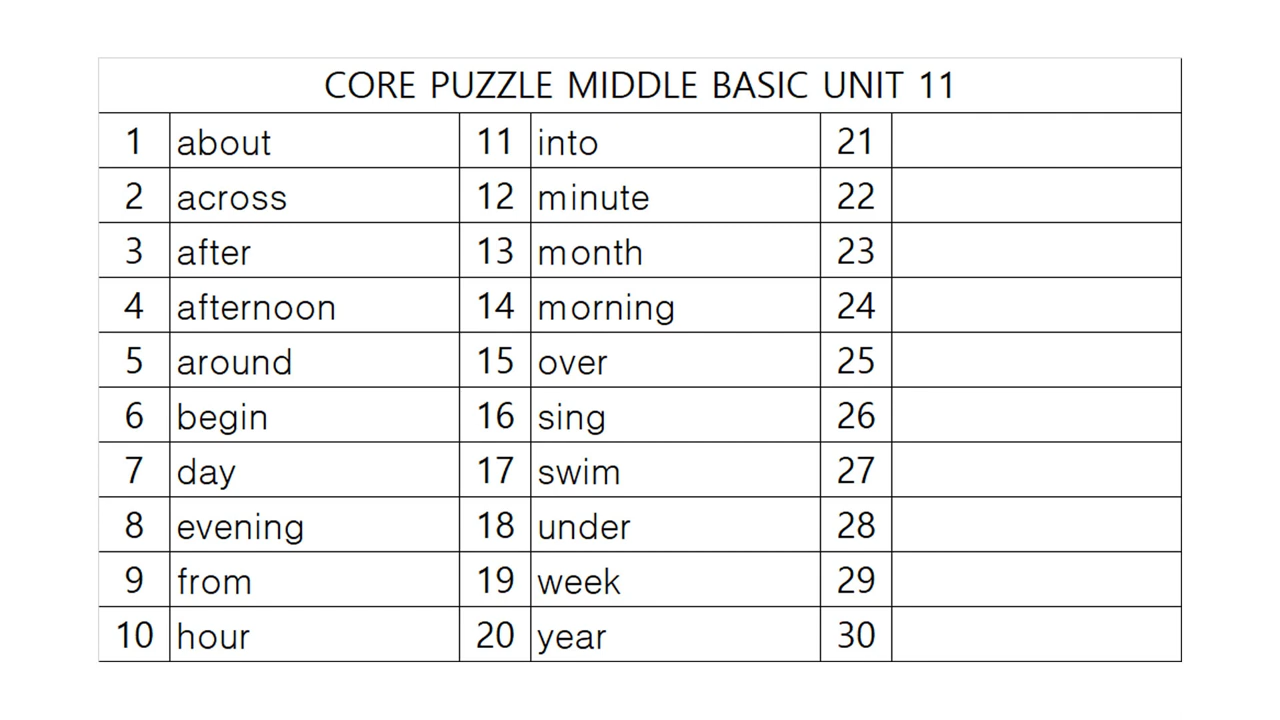 CORE PUZZLE MIDDLE BASIC UNIT 11
1 about 11 into 21
2 across 12 minute 22
3 after 13 month 23
4 afternoon 14 morning 24
5 around 15 over 25
6 begin 16 sing 26
7 day 17 swim 27
8 evening 18 under 28
9 from 19 week 29
10 hour 20 year 30